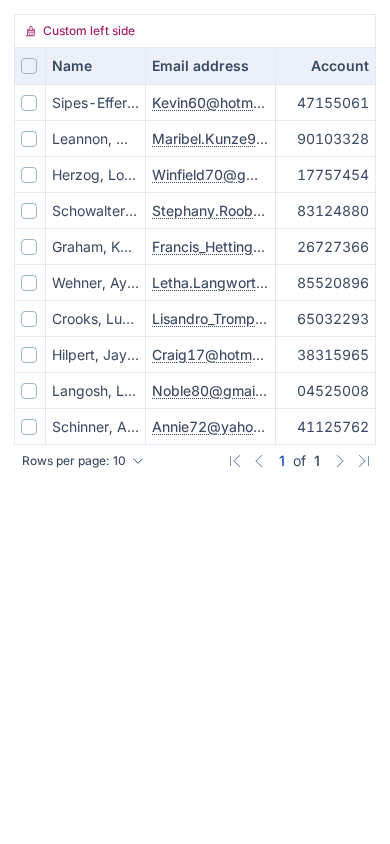 Custom left side
Name Email address Account
Sipes-Effer... Kevin60@hotm... 47155061
Leannon, ... Maribel.Kunze9... 90103328
Herzog, Lo... Winfield70@g... 17757454
Schowalter... Stephany.Roob... 83124880
Graham, K... Francis_Hetting... 26727366
Wehner, Ay... Letha.Langwort... 85520896
Crooks, Lu... Lisandro_Tromp... 65032293
Hilpert, Jay... Craig17@hotm... 38315965
Langosh, L... Noble80@gmai... 04525008
Schinner, A... Annie72@yaho... 41125762
Rows per page: 10 1 of 1